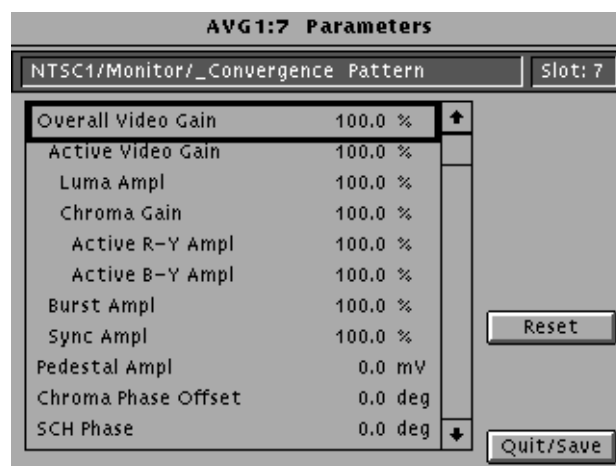 AVG1:7 Parameters
NTSC1/Monitor/_Convergence Pattern Slot: 7
Overall Video Gain 100.0 %
Active Video Gain 100.0 %
Luma Ampl 100.0 %
Chroma Gain 100.0 %
Active R-Y Ampl 100.0 %
Active B-Y Ampl 100.0 %
Burst Ampl 100.0 %
Sync Ampl 100.0 %
Pedestal Ampl 0.0 mV
Chroma Phase Offset 0.0 deg
SCH Phase 0.0 deg
Reset
Quit/Save